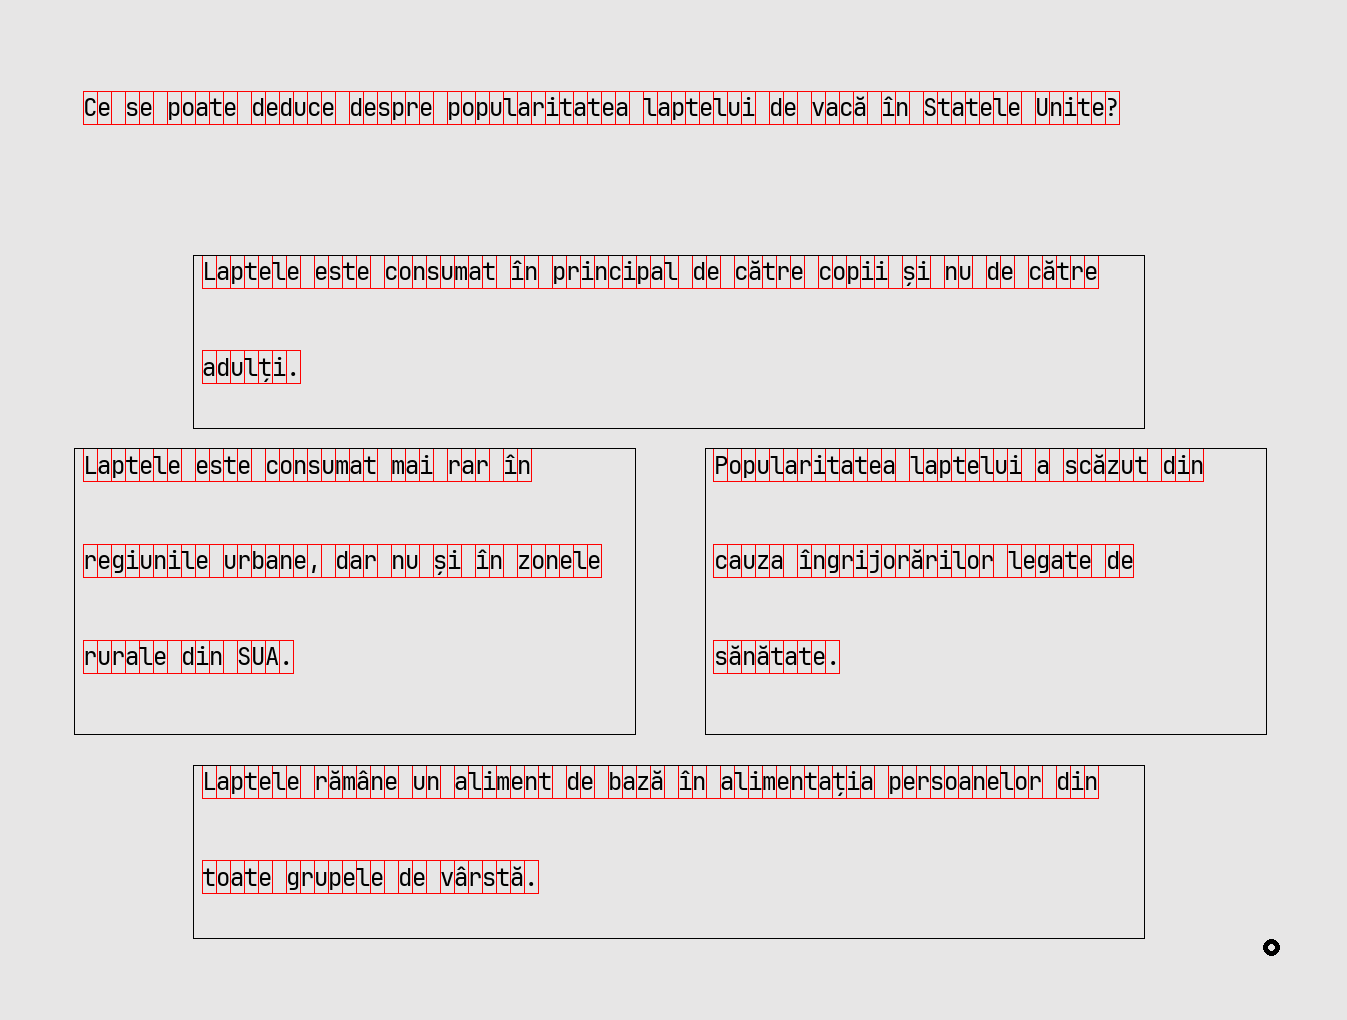 Ce se poate deduce despre popularitatea laptelui de vacă în Statele Unite?
Laptele este consumat în principal de către copii și nu de către
adulți.
Laptele este consumat mai rar în
regiunile urbane, dar nu și în zonele
rurale din SUA.
Popularitatea laptelui a scăzut din
cauza îngrijorărilor legate de
sănătate.
Laptele rămâne un aliment de bază în alimentația persoanelor din
toate grupele de vârstă.